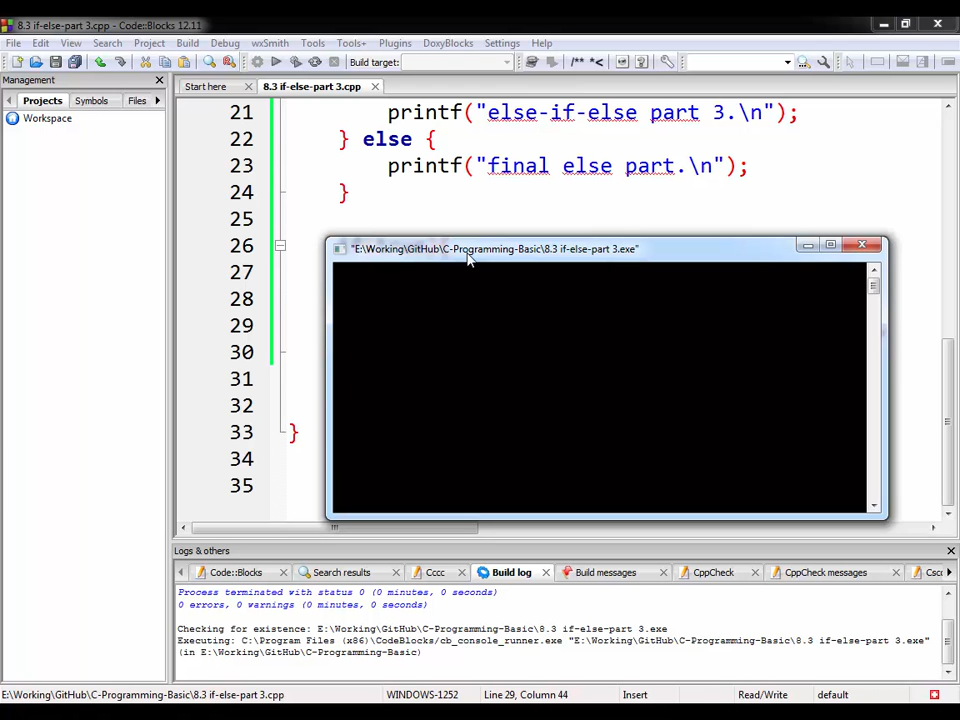 8.3 if-else-part 3.cpp - Code::Blocks 12.11
File Edit View Search Project Build Debug wxSmith Tools Tools+ Plugins DoxyBlocks Settings Help
Build target:
/** *<
Management
Start here 8.3 if-else-part 3.cpp
Projects Symbols Files
Workspace
21 printf("else-if-else part 3.\n");
22 } else {
23 printf("final else part.\n");
24 }
25
26
27
28
29
30
31
32
33 }
34
35
"E:\Working\GitHub\C-Programming-Basic\8.3 if-else-part 3.exe"
Logs & others
Code::Blocks Search results Cccc Build log Build messages CppCheck CppCheck messages Csco
Process terminated with status 0 (0 minutes, 0 seconds)
0 errors, 0 warnings (0 minutes, 0 seconds)
Checking for existence: E:\Working\GitHub\C-Programming-Basic\8.3 if-else-part 3.exe
Executing: C:\Program Files (x86)\CodeBlocks/cb_console_runner.exe "E:\Working\GitHub\C-Programming-Basic\8.3 if-else-part 3.exe"
(in E:\Working\GitHub\C-Programming-Basic)
E:\Working\GitHub\C-Programming-Basic\8.3 if-else-part 3.cpp WINDOWS-1252 Line 29, Column 44 Insert Read/Write default